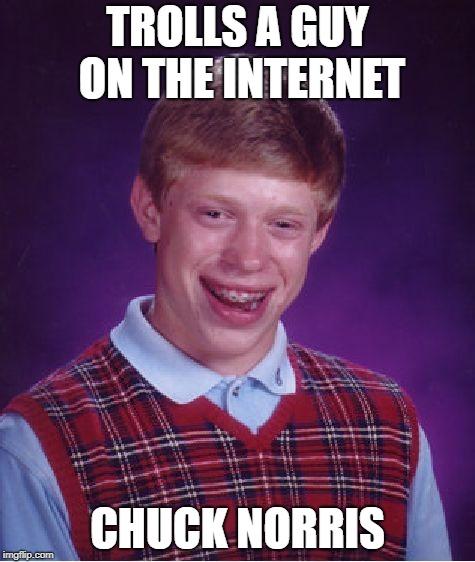 TROLLS A GUY
ON THE INTERNET
CHUCK NORRIS
imgflip.com